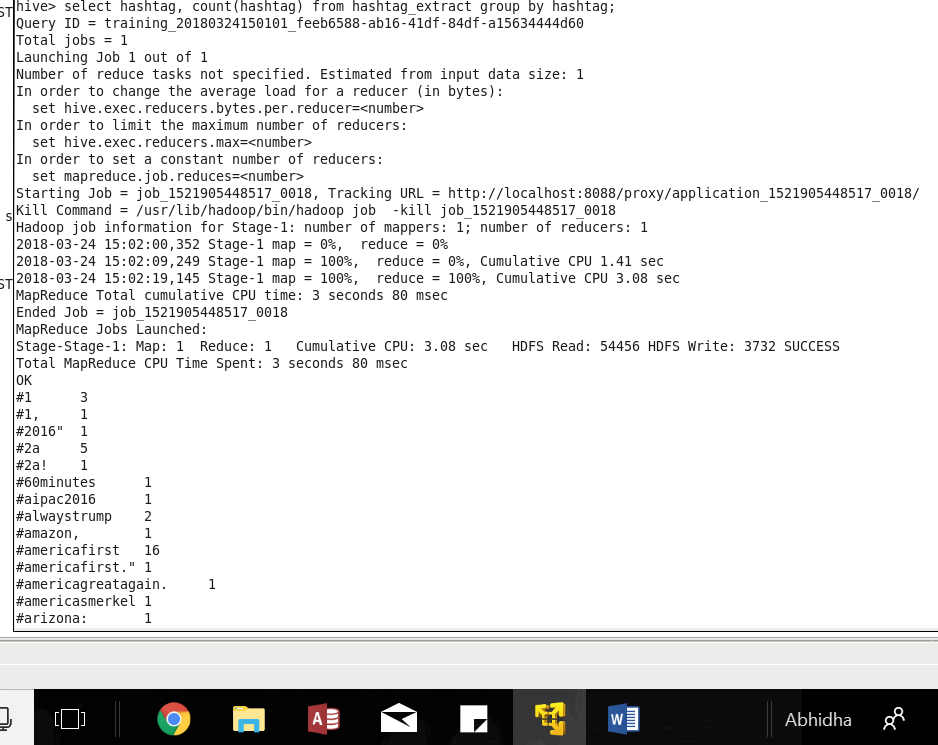 hive> select hashtag, count(hashtag) from hashtag_extract group by hashtag;
Query ID = training_20180324150101_feeb6588-ab16-41df-84df-a15634444d60
Total jobs = 1
Launching Job 1 out of 1
Number of reduce tasks not specified. Estimated from input data size: 1
In order to change the average load for a reducer (in bytes):
  set hive.exec.reducers.bytes.per.reducer=<number>
In order to limit the maximum number of reducers:
  set hive.exec.reducers.max=<number>
In order to set a constant number of reducers:
  set mapreduce.job.reduces=<number>
Starting Job = job_1521905448517_0018, Tracking URL = http://localhost:8088/proxy/application_1521905448517_0018/
Kill Command = /usr/lib/hadoop/bin/hadoop job  -kill job_1521905448517_0018
Hadoop job information for Stage-1: number of mappers: 1; number of reducers: 1
2018-03-24 15:02:00,352 Stage-1 map = 0%,  reduce = 0%
2018-03-24 15:02:09,249 Stage-1 map = 100%,  reduce = 0%, Cumulative CPU 1.41 sec
2018-03-24 15:02:19,145 Stage-1 map = 100%,  reduce = 100%, Cumulative CPU 3.08 sec
MapReduce Total cumulative CPU time: 3 seconds 80 msec
Ended Job = job_1521905448517_0018
MapReduce Jobs Launched:
Stage-Stage-1: Map: 1  Reduce: 1   Cumulative CPU: 3.08 sec   HDFS Read: 54456 HDFS Write: 3732 SUCCESS
Total MapReduce CPU Time Spent: 3 seconds 80 msec
OK
#1      3
#1,     1
#2016"  1
#2a     5
#2a!    1
#60minutes      1
#aipac2016      1
#alwaystrump    2
#amazon,        1
#americafirst   16
#americafirst." 1
#americagreatagain.     1
#americasmerkel 1
#arizona:       1
ST
s
ST
A
W
Abhidha